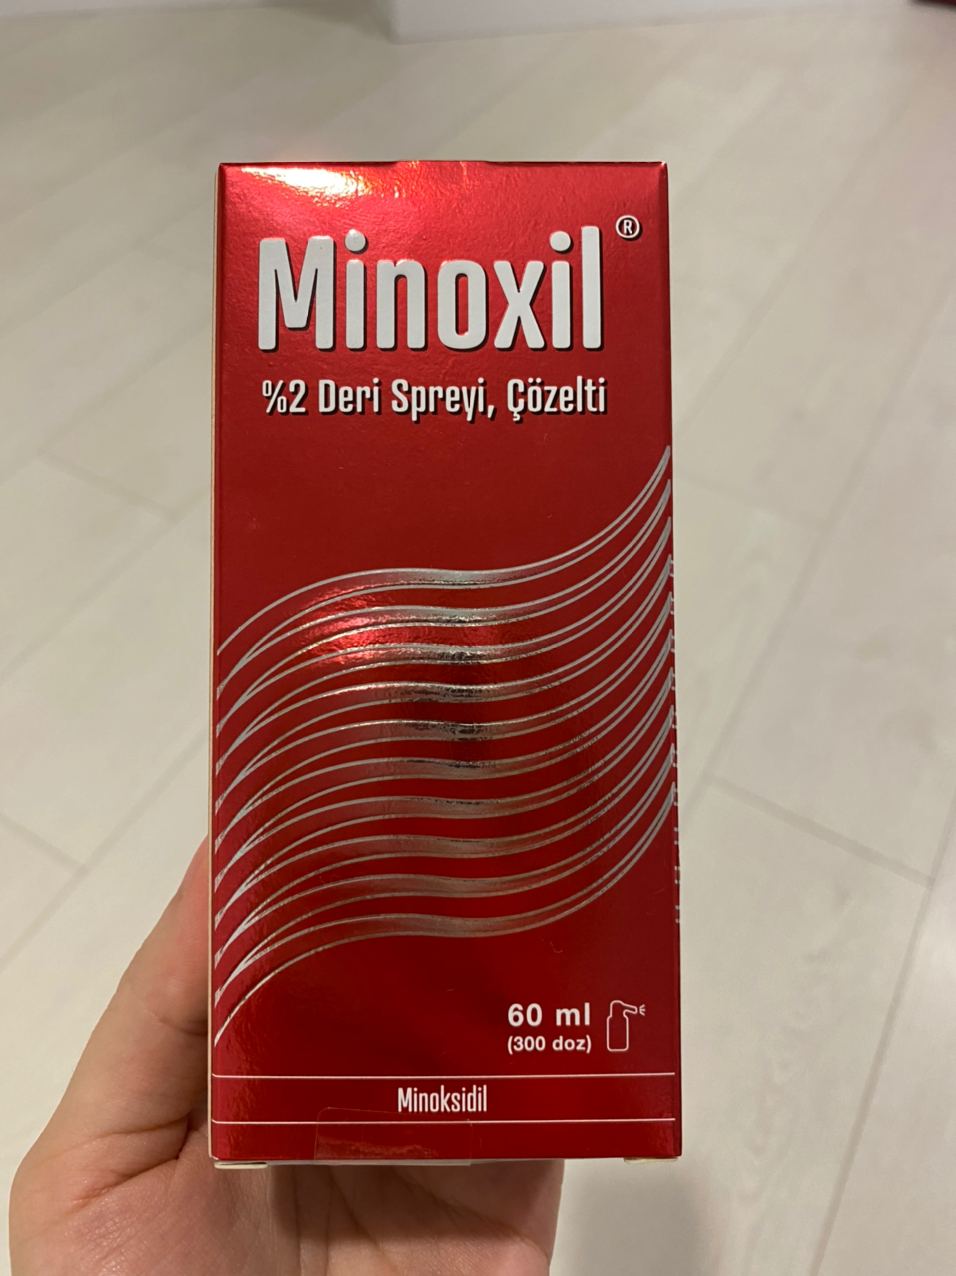 Minoxil®
%2 Deri Spreyi, Çözelti
60 ml
(300 doz)
Minoksidil